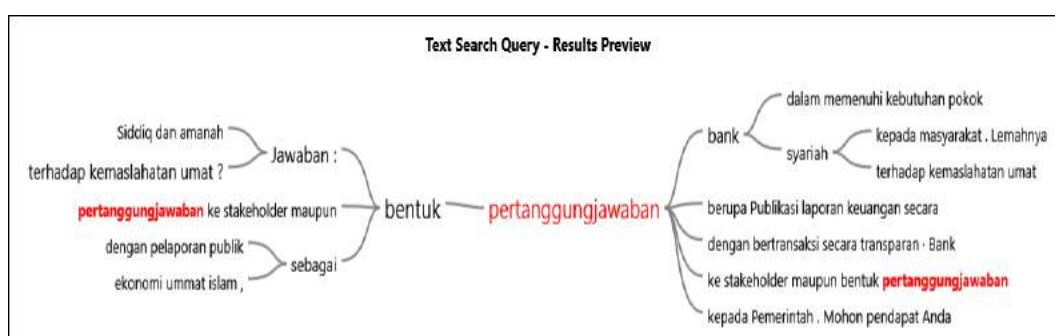 Text Search Query - Results Preview
Siddiq dan amanah
terhadap kemaslahatan umat ?
Jawaban :
pertanggungjawaban ke stakeholder maupun
dengan pelaporan publik
ekonomi ummat islam ,
sebagai
bentuk
pertanggungjawaban
bank
dalam memenuhi kebutuhan pokok
syariah
kepada masyarakat . Lemahnya
terhadap kemaslahatan umat
berupa Publikasi laporan keuangan secara
dengan bertransaksi secara transparan · Bank
ke stakeholder maupun bentuk pertanggungjawaban
kepada Pemerintah . Mohon pendapat Anda